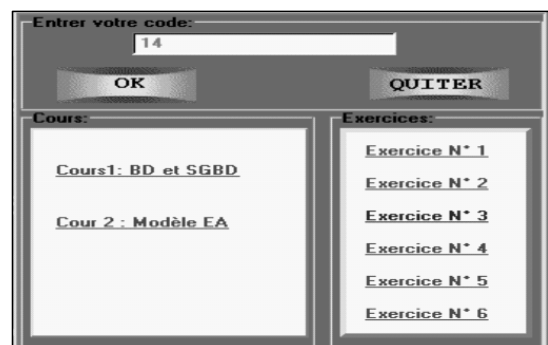 Entrer votre code:
14
OK QUITER
Cours:
Cours1: BD et SGBD
Cour 2 : Modèle EA
Exercices:
Exercice N° 1
Exercice N° 2
Exercice N° 3
Exercice N° 4
Exercice N° 5
Exercice N° 6